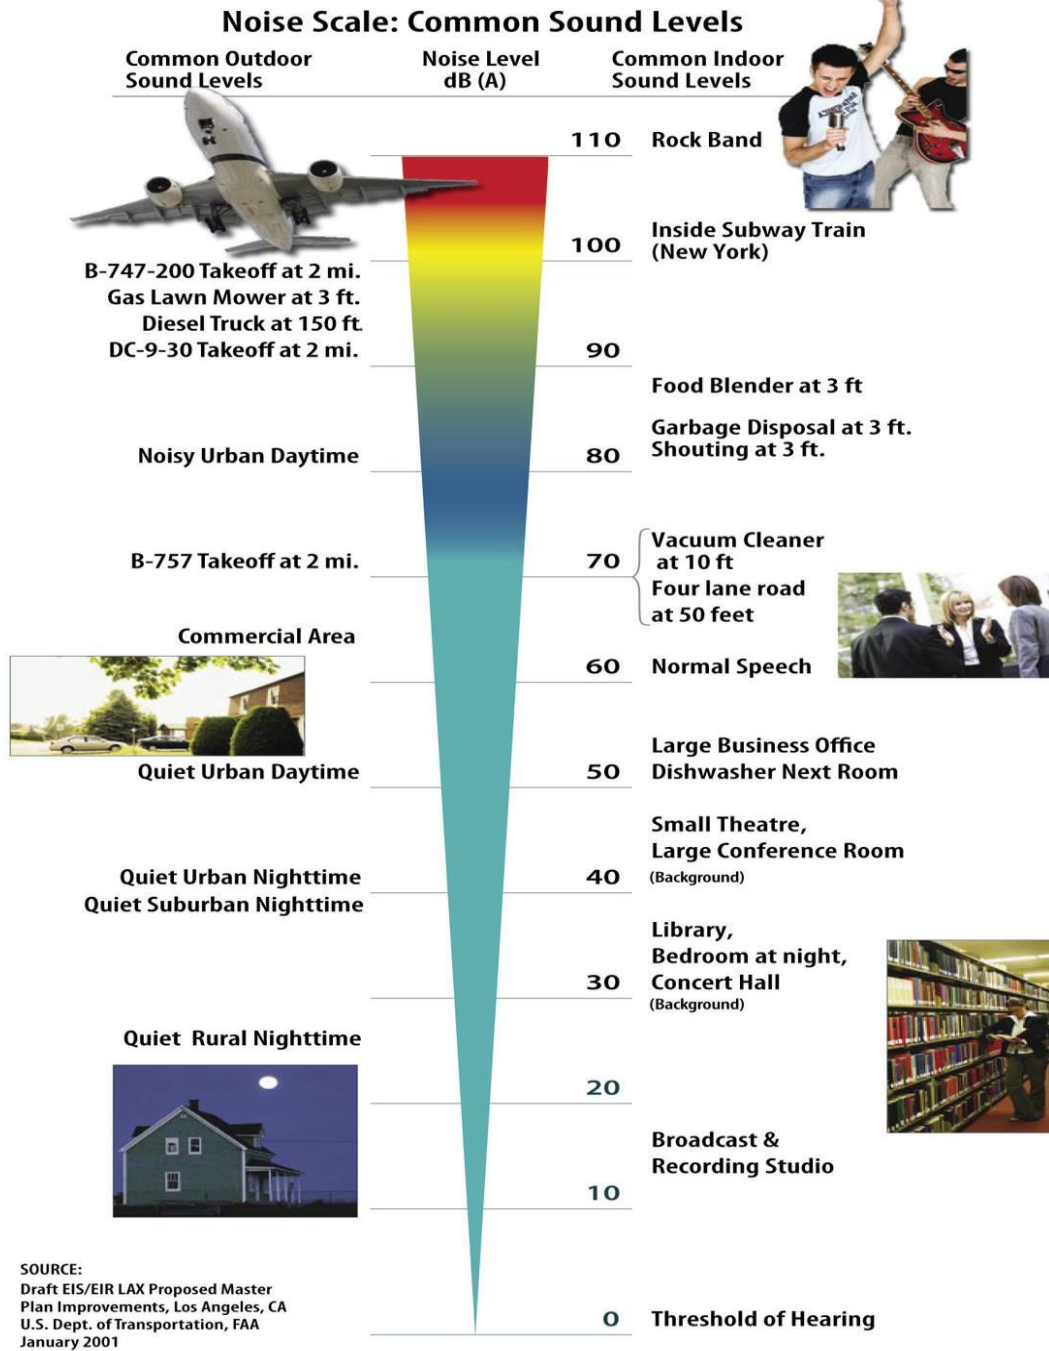 Noise Scale: Common Sound Levels
Common Outdoor
Sound Levels
Noise Level
dB (A)
Common Indoor
Sound Levels
110 Rock Band
Inside Subway Train
100 (New York)
B-747-200 Takeoff at 2 mi.
Gas Lawn Mower at 3 ft.
Diesel Truck at 150 ft.
DC-9-30 Takeoff at 2 mi. 90
Food Blender at 3 ft
Garbage Disposal at 3 ft.
Noisy Urban Daytime 80 Shouting at 3 ft.
Vacuum Cleaner
B-757 Takeoff at 2 mi. 70 at 10 ft
Four lane road
at 50 feet
Commercial Area
60 Normal Speech
Large Business Office
Quiet Urban Daytime 50 Dishwasher Next Room
Small Theatre,
Large Conference Room
Quiet Urban Nighttime 40 (Background)
Quiet Suburban Nighttime
Library,
Bedroom at night,
30 Concert Hall
(Background)
Quiet Rural Nighttime
20
Broadcast &
Recording Studio
10
SOURCE:
Draft EIS/EIR LAX Proposed Master
Plan Improvements, Los Angeles, CA
U.S. Dept. of Transportation, FAA
January 2001
0 Threshold of Hearing